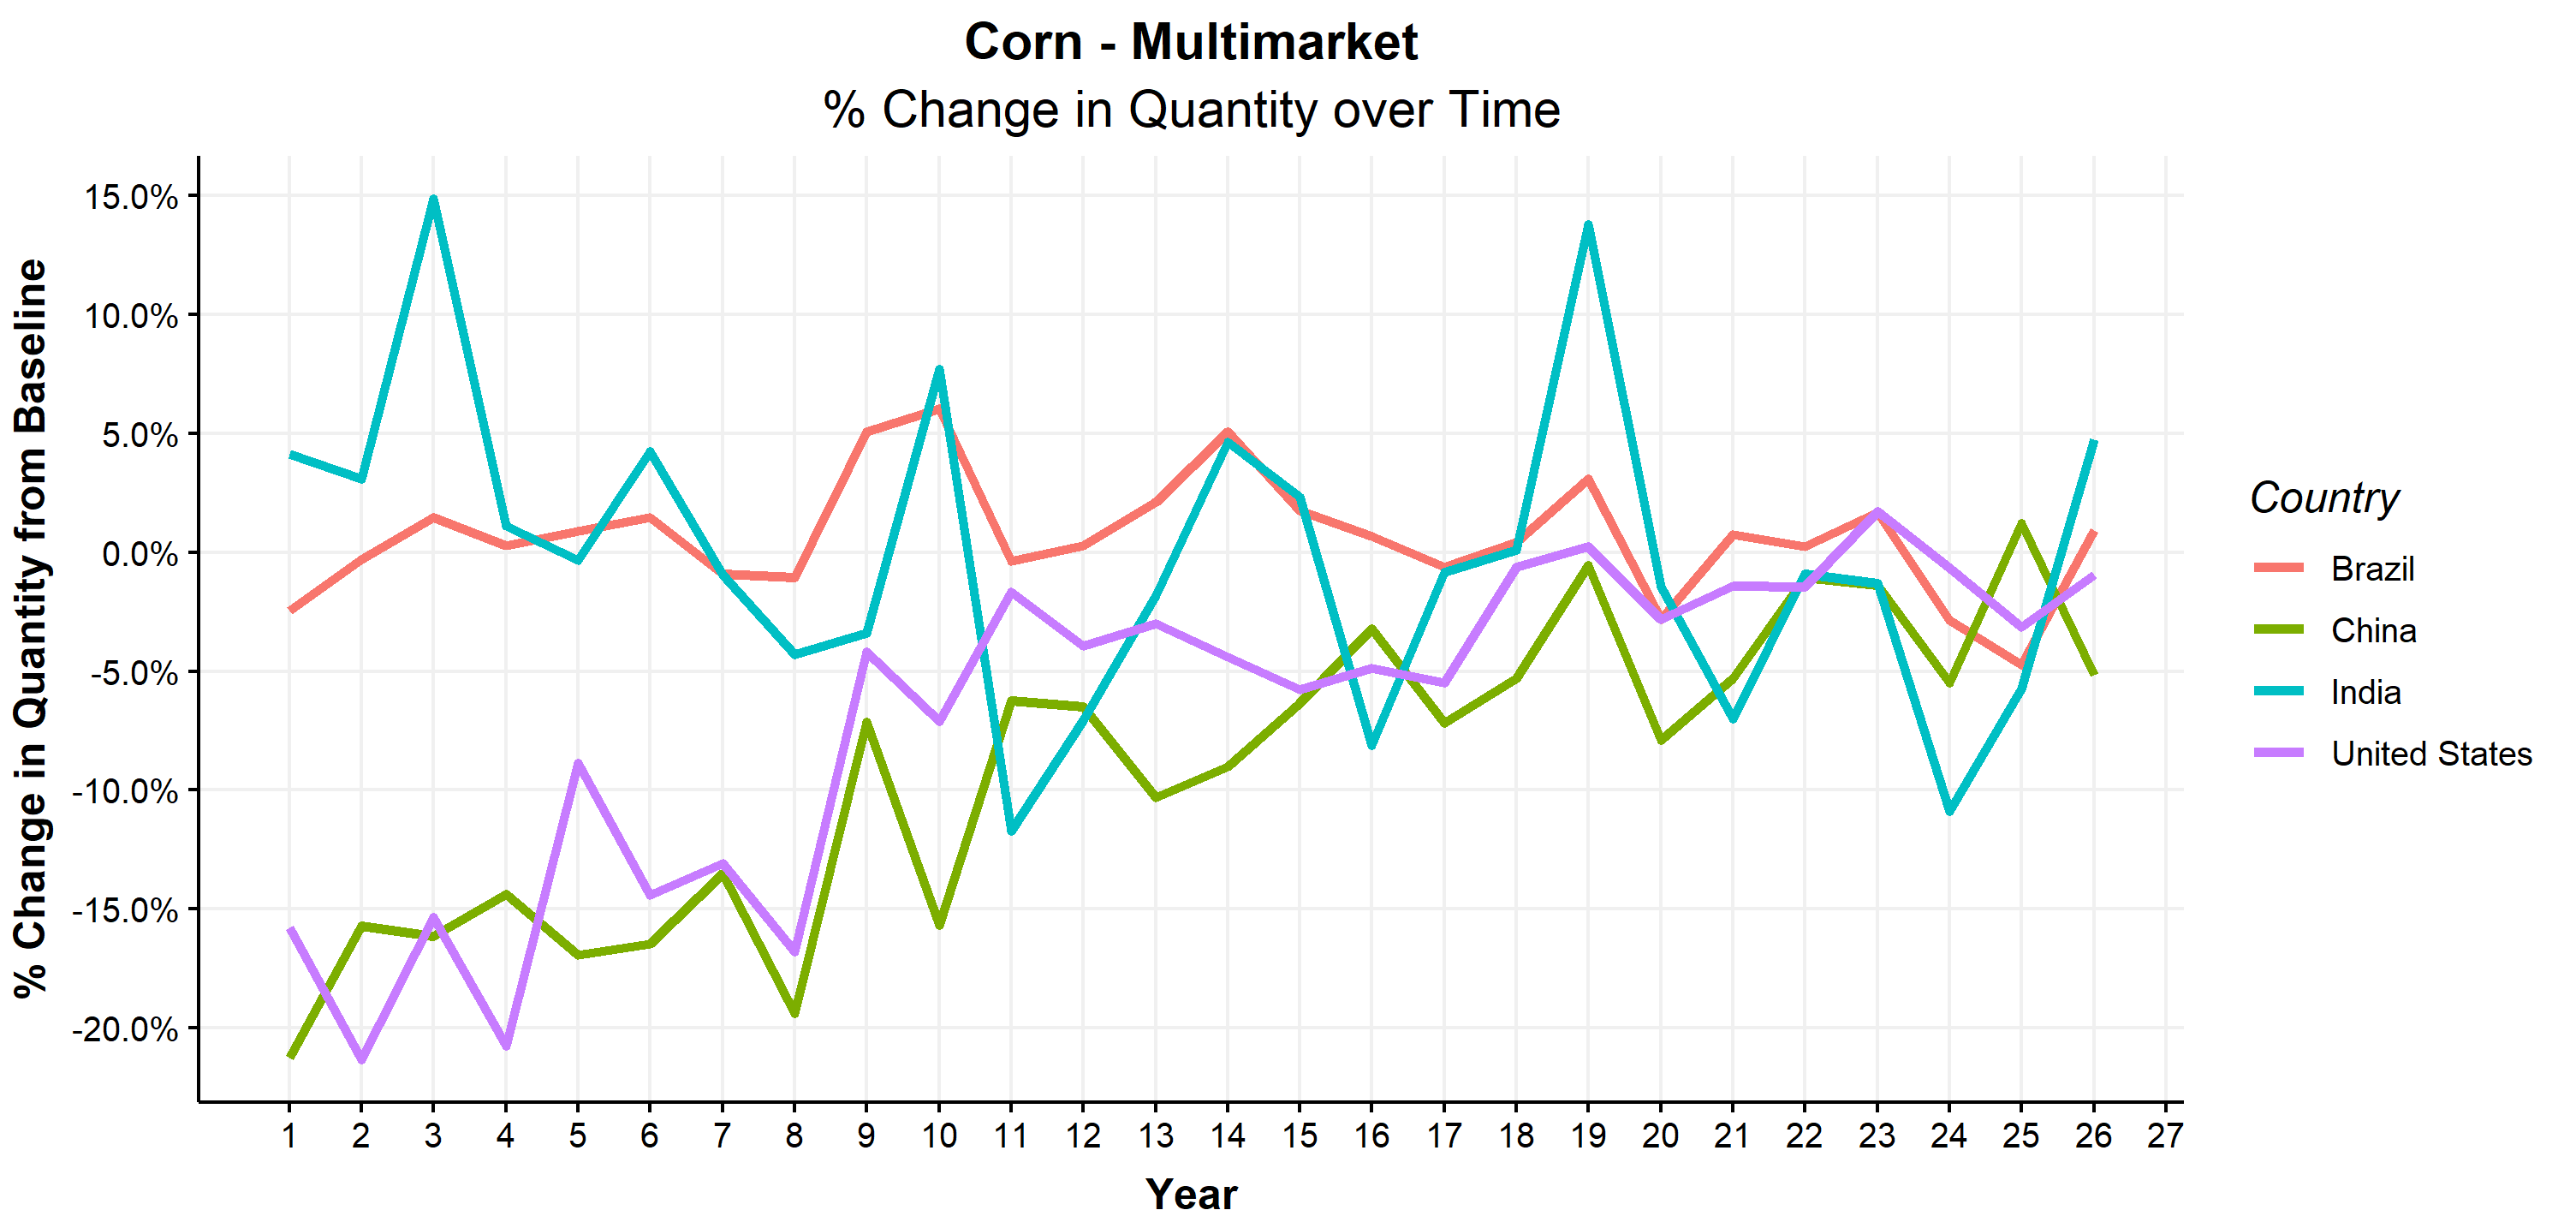 Corn - Multimarket
% Change in Quantity over Time
% Change in Quantity from Baseline
15.0%
10.0%
5.0%
0.0%
-5.0%
-10.0%
-15.0%
-20.0%
1 2 3 4 5 6 7 8 9 10 11 12 13 14 15 16 17 18 19 20 21 22 23 24 25 26 27
Year
Country
Brazil
China
India
United States